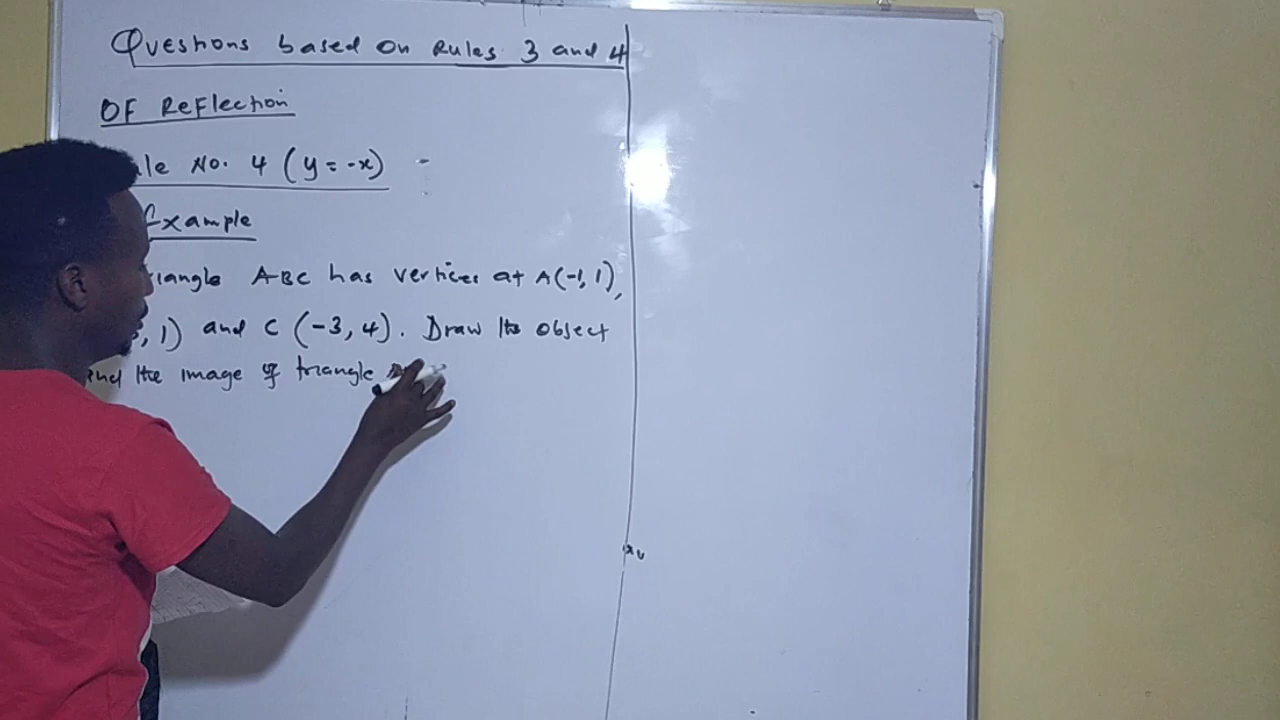 Questions based on Rules 3 and 4
OF Reflection
le No. 4 (y = -x)
Example
iangle ABC has vertices at A(-1, 1),
, 1) and C (-3, 4). Draw the object
and the image of triangle